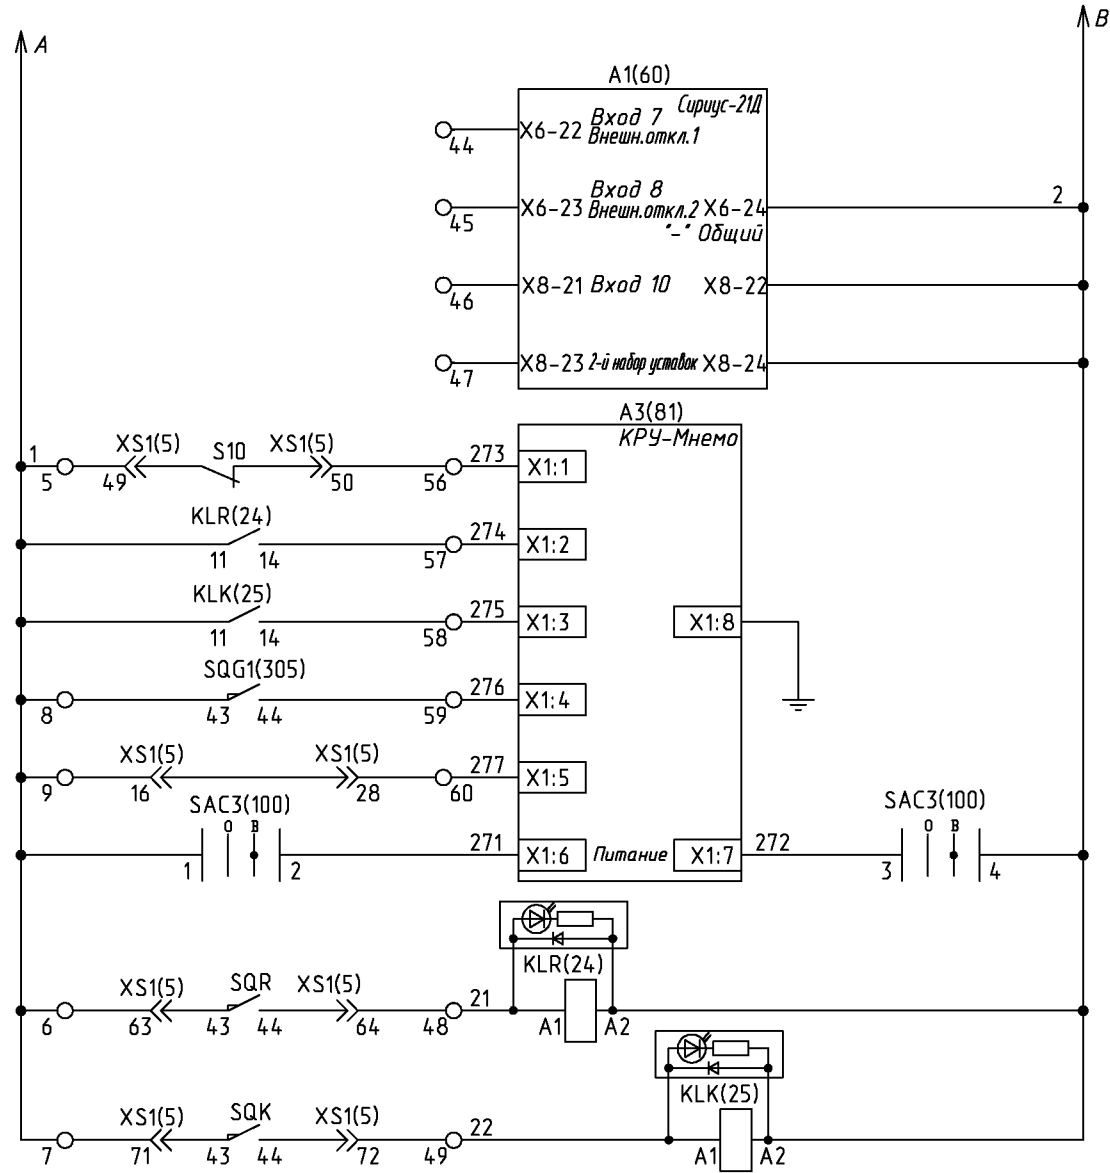 A
B
A1(60)
Сириус-21Д
X6-22 Вход 7
Внешн.откл.1
44
Вход 8
X6-23 Внешн.откл.2 X6-24
2
45
"-" Общий
X8-21 Вход 10 X8-22
46
X8-23 2-й набор уставок X8-24
47
A3(81)
КРУ-Мнемо
1
XS1(5)
S10
XS1(5)
273
X1:1
5
49
50
56
KLR(24)
274
X1:2
11
14
57
KLK(25)
275
X1:3
X1:8
11
14
58
SQG1(305)
276
X1:4
8
43
44
59
XS1(5)
XS1(5)
277
X1:5
9
16
28
60
SAC3(100)
0 В
271
X1:6 Питание X1:7
272
1
2
SAC3(100)
0 В
3
4
KLR(24)
XS1(5)
SQR
XS1(5)
21
6
63
43
44
64
48
A1
A2
KLK(25)
XS1(5)
SQK
XS1(5)
22
7
71
43
44
72
49
A1
A2